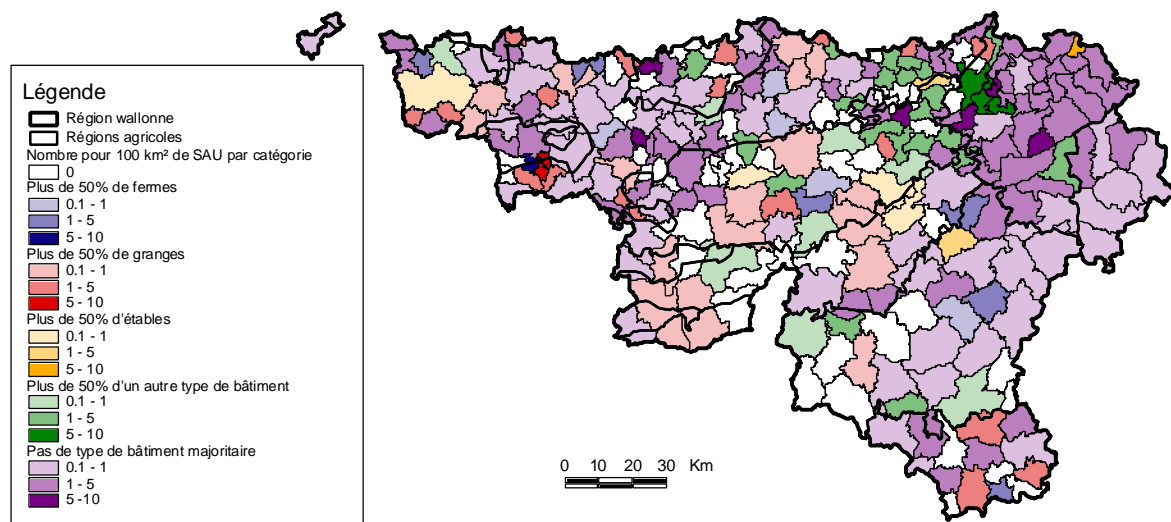 Légende
Région wallonne
Régions agricoles
Nombre pour 100 km² de SAU par catégorie
0
Plus de 50% de fermes
0.1 - 1
1 - 5
5 - 10
Plus de 50% de granges
0.1 - 1
1 - 5
5 - 10
Plus de 50% d'étables
0.1 - 1
1 - 5
5 - 10
Plus de 50% d'un autre type de bâtiment
0.1 - 1
1 - 5
5 - 10
Pas de type de bâtiment majoritaire
0.1 - 1
1 - 5
5 -10
0 10 20 30 Km